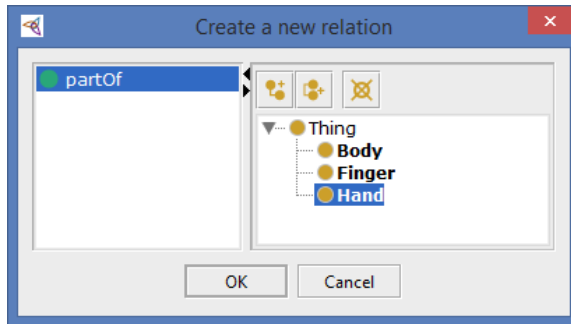 Create a new relation
partOf
Thing
Body
Finger
Hand
OK
Cancel